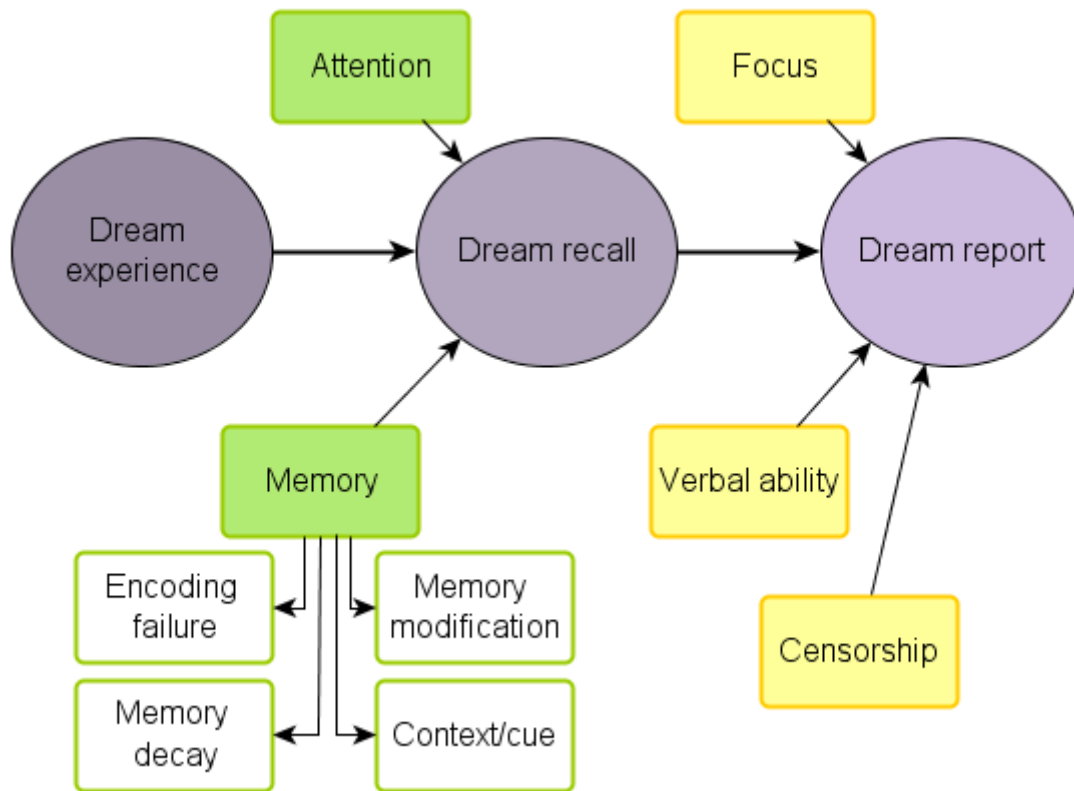 Attention
Focus
Dream
experience
Dream recall
Dream report
Memory
Verbal ability
Encoding
failure
Memory
modification
Censorship
Memory
decay
Context/cue